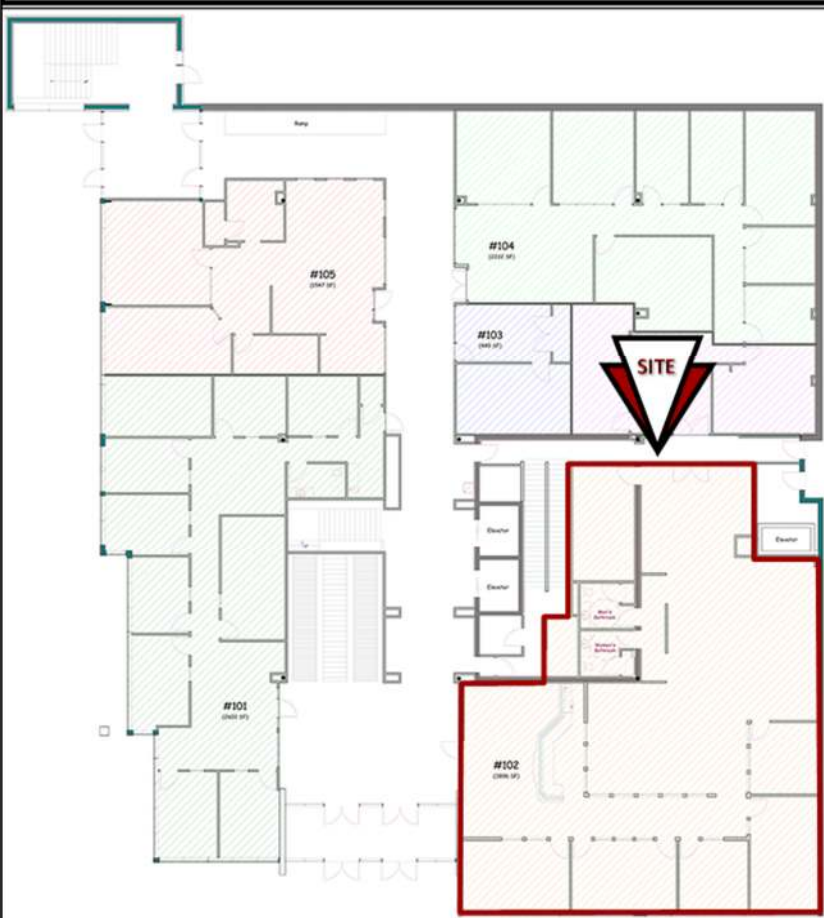 Ramp
#104
#105
#103
SITE
Elevator
Elevator
Elevator
Men's
Bathroom
Women's
Bathroom
#101
#102